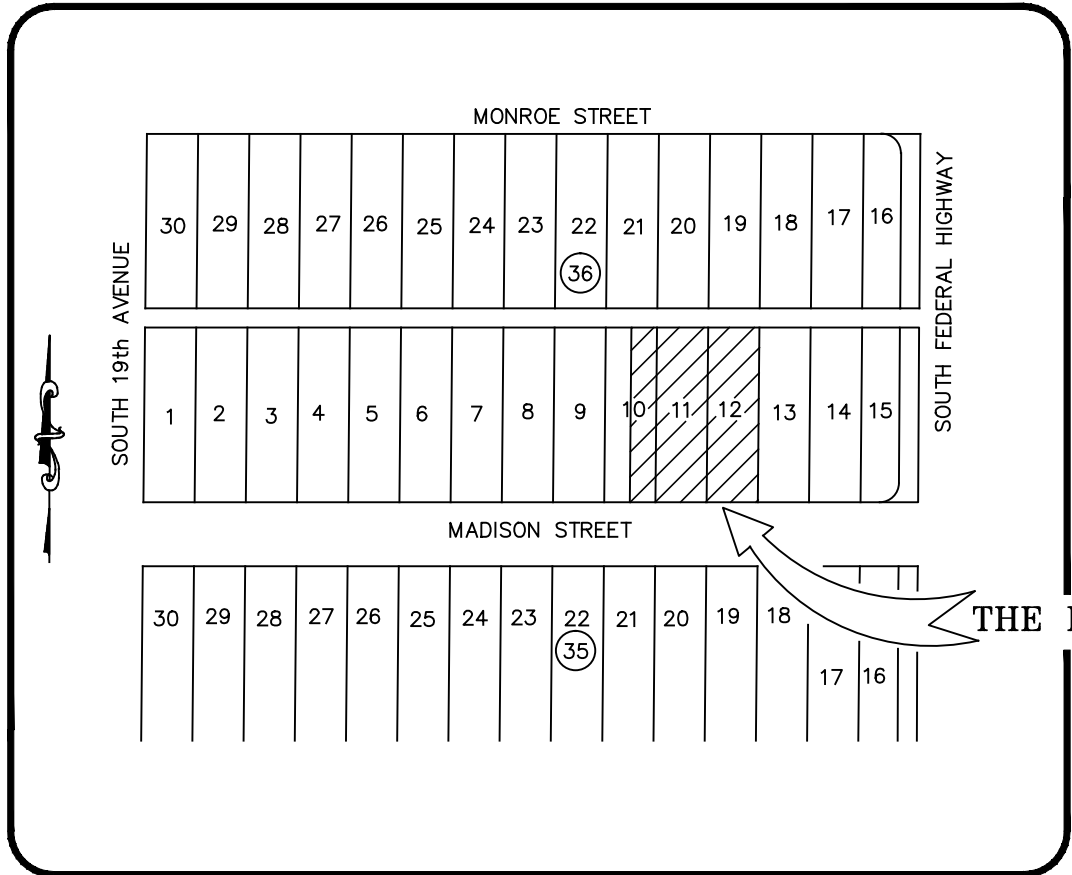 MONROE STREET
30 29 28 27 26 25 24 23 22 21 20 19 18 17 16
36
SOUTH 19th AVENUE
SOUTH FEDERAL HIGHWAY
1 2 3 4 5 6 7 8 9 10 11 12 13 14 15
MADISON STREET
30 29 28 27 26 25 24 23 22 21 20 19 18
35
THE
17 16